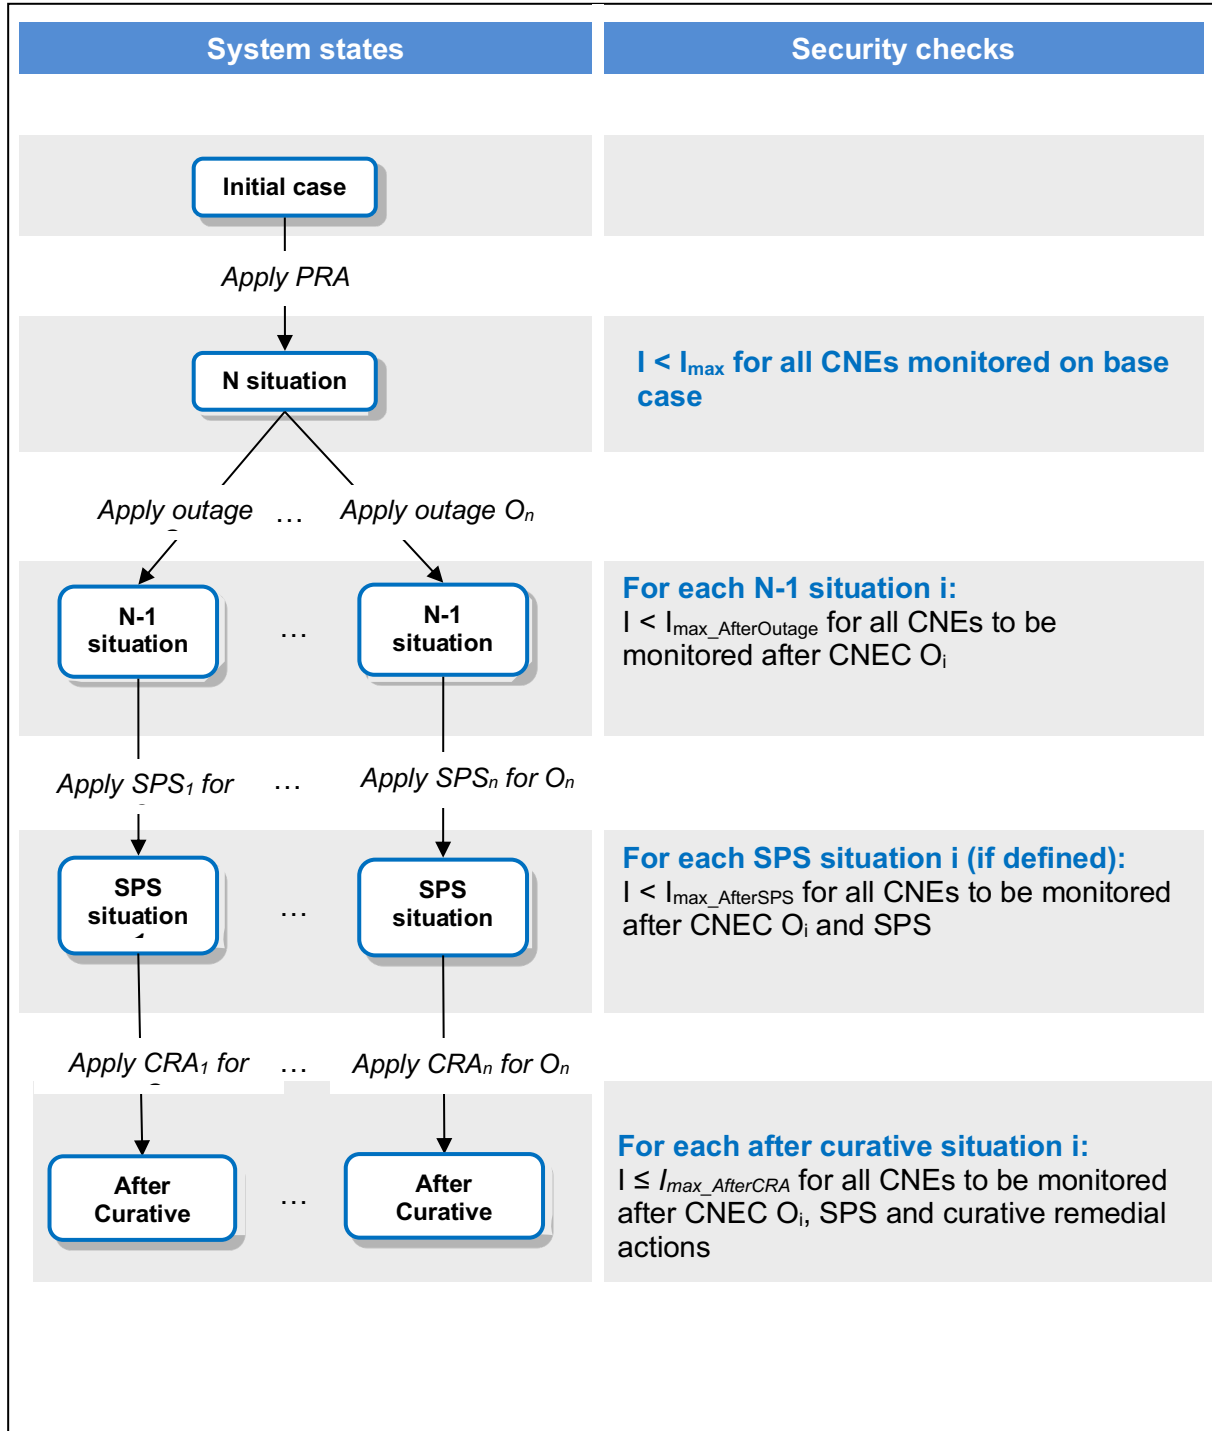 System states
Security checks
Initial case
Apply PRA
N situation
I < Imax for all CNEs monitored on base
case
Apply outage
...
Apply outage On
N-1
situation
...
N-1
situation
For each N-1 situation i:
I < Imax_AfterOutage for all CNEs to be
monitored after CNEC Oi
Apply SPS1 for
...
Apply SPSn for On
SPS
situation
...
SPS
situation
For each SPS situation i (if defined):
I < Imax_AfterSPS for all CNEs to be monitored
after CNEC Oi and SPS
Apply CRA1 for
...
Apply CRAn for On
After
Curative
...
After
Curative
For each after curative situation i:
I ≤ Imax_AfterCRA for all CNEs to be monitored
after CNEC Oi, SPS and curative remedial
actions